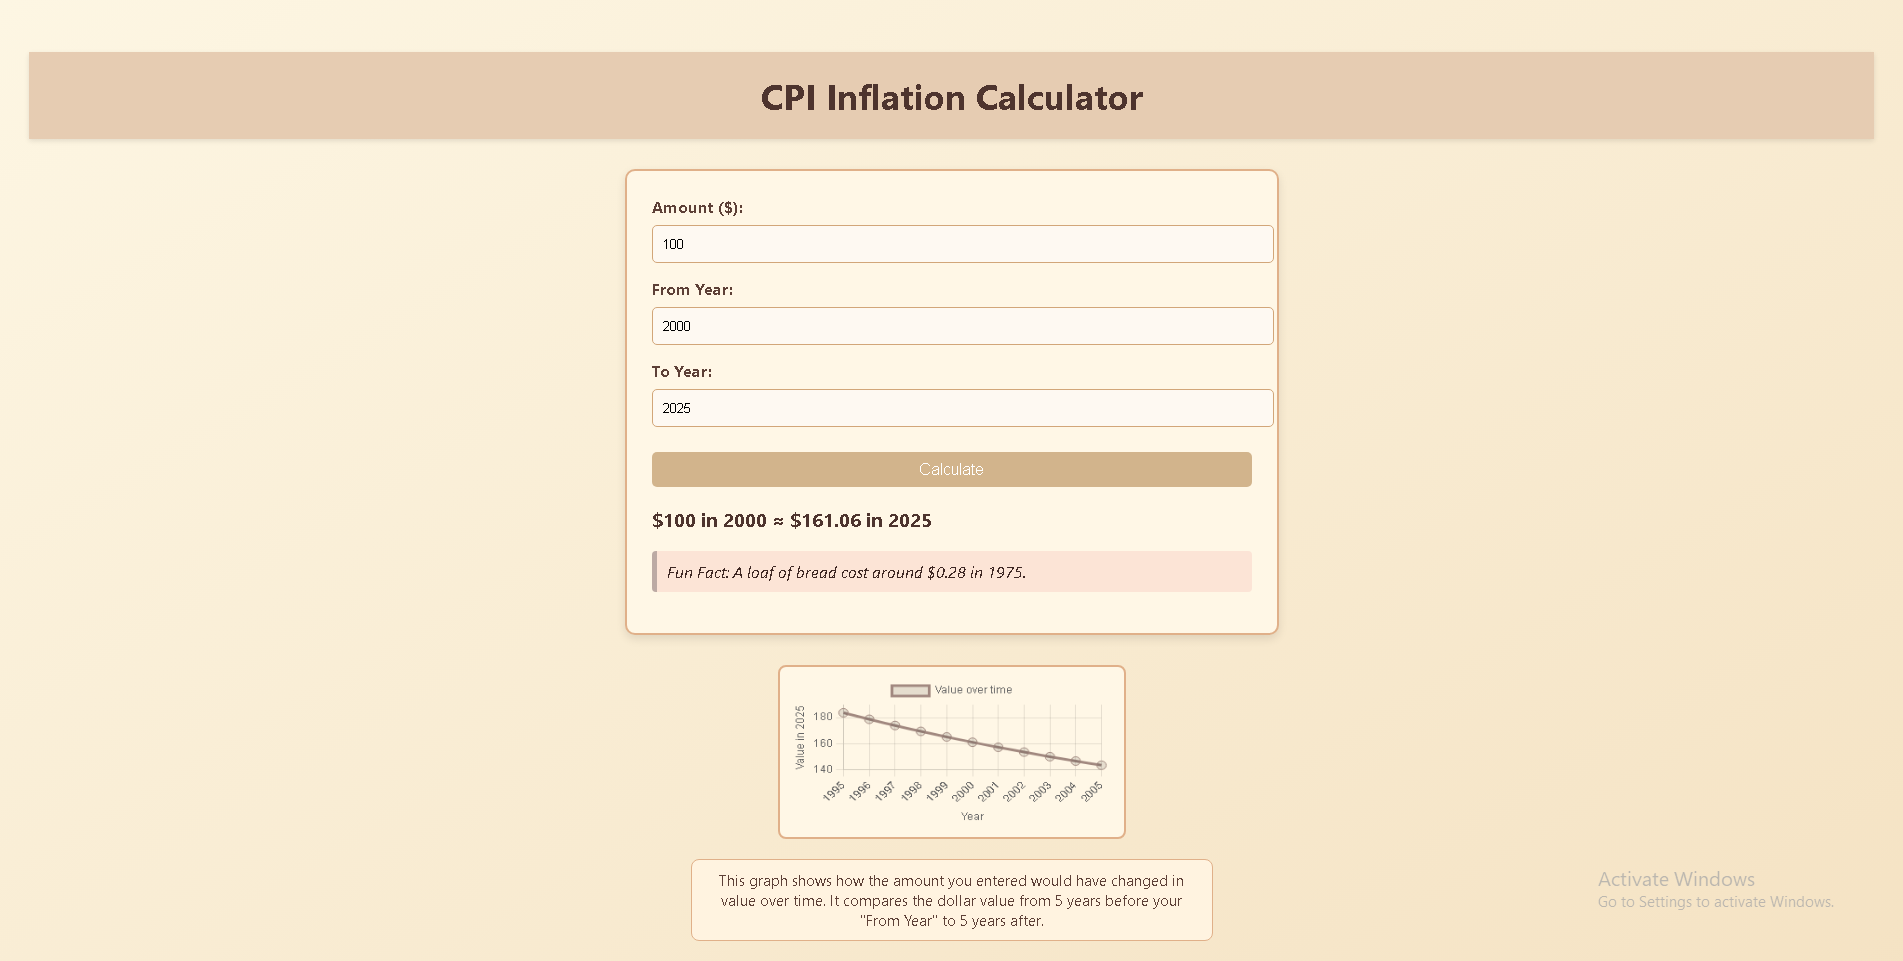 CPI Inflation Calculator
Amount ($):
100
From Year:
2000
To Year:
2025
Calculate
$100 in 2000 ≈ $161.06 in 2025
Fun Fact: A loaf of bread cost around $0.28 in 1975.
Value over time
Value in 2025
180
160
140
1995 1996 1997 1998 1999 2000 2001 2002 2003 2004 2005
Year
This graph shows how the amount you entered would have changed in
value over time. It compares the dollar value from 5 years before your
"From Year" to 5 years after.
Activate Windows
Go to Settings to activate Windows.